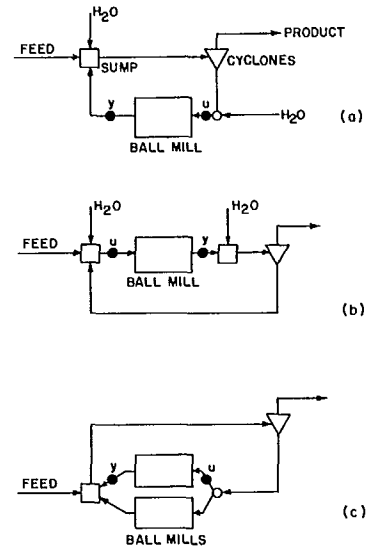 H2O
PRODUCT
FEED
SUMP
CYCLONES
y
u
H2O
BALL MILL
(a)
H2O
H2O
FEED
u
y
BALL MILL
(b)
y
u
FEED
BALL MILLS
(c)